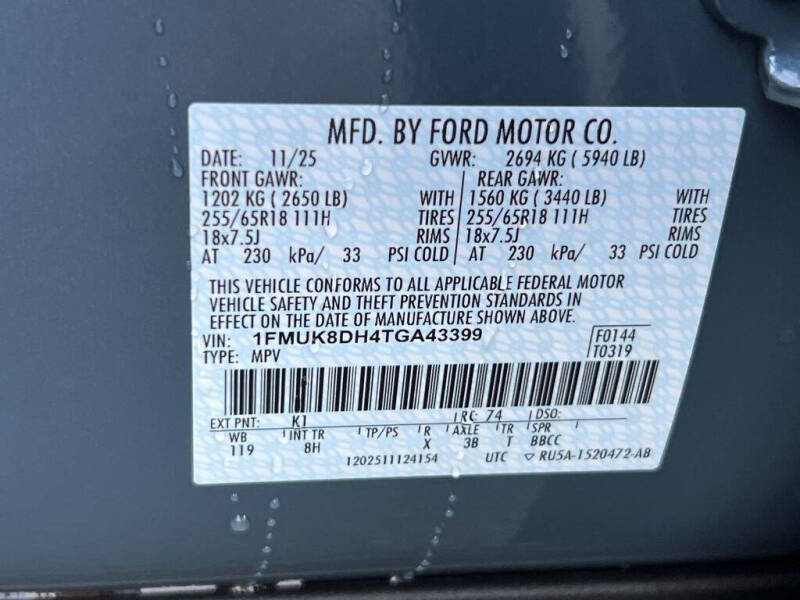 MFD. BY FORD MOTOR CO.
DATE: 11/25 GVWR: 2694 KG ( 5940 LB)
FRONT GAWR: REAR GAWR:
1202 KG ( 2650 LB) WITH 1560 KG ( 3440 LB) WITH
255/65R18 111H TIRES 255/65R18 111H TIRES
18x7.5J RIMS 18x7.5J RIMS
AT 230 kPa/ 33 PSI COLD AT 230 kPa/ 33 PSI COLD
THIS VEHICLE CONFORMS TO ALL APPLICABLE FEDERAL MOTOR
VEHICLE SAFETY AND THEFT PREVENTION STANDARDS IN
EFFECT ON THE DATE OF MANUFACTURE SHOWN ABOVE.
VIN: 1FMUK8DH4TGA43399 F0144
TYPE: MPV T0319
EXT PNT: K1 RC: 74 DSO:
WB INT TR TP/PS R AXLE TR SPR
119 8H X 3B T BBCC
1202511124154 UTC ▽ RU5A-1520472-AB